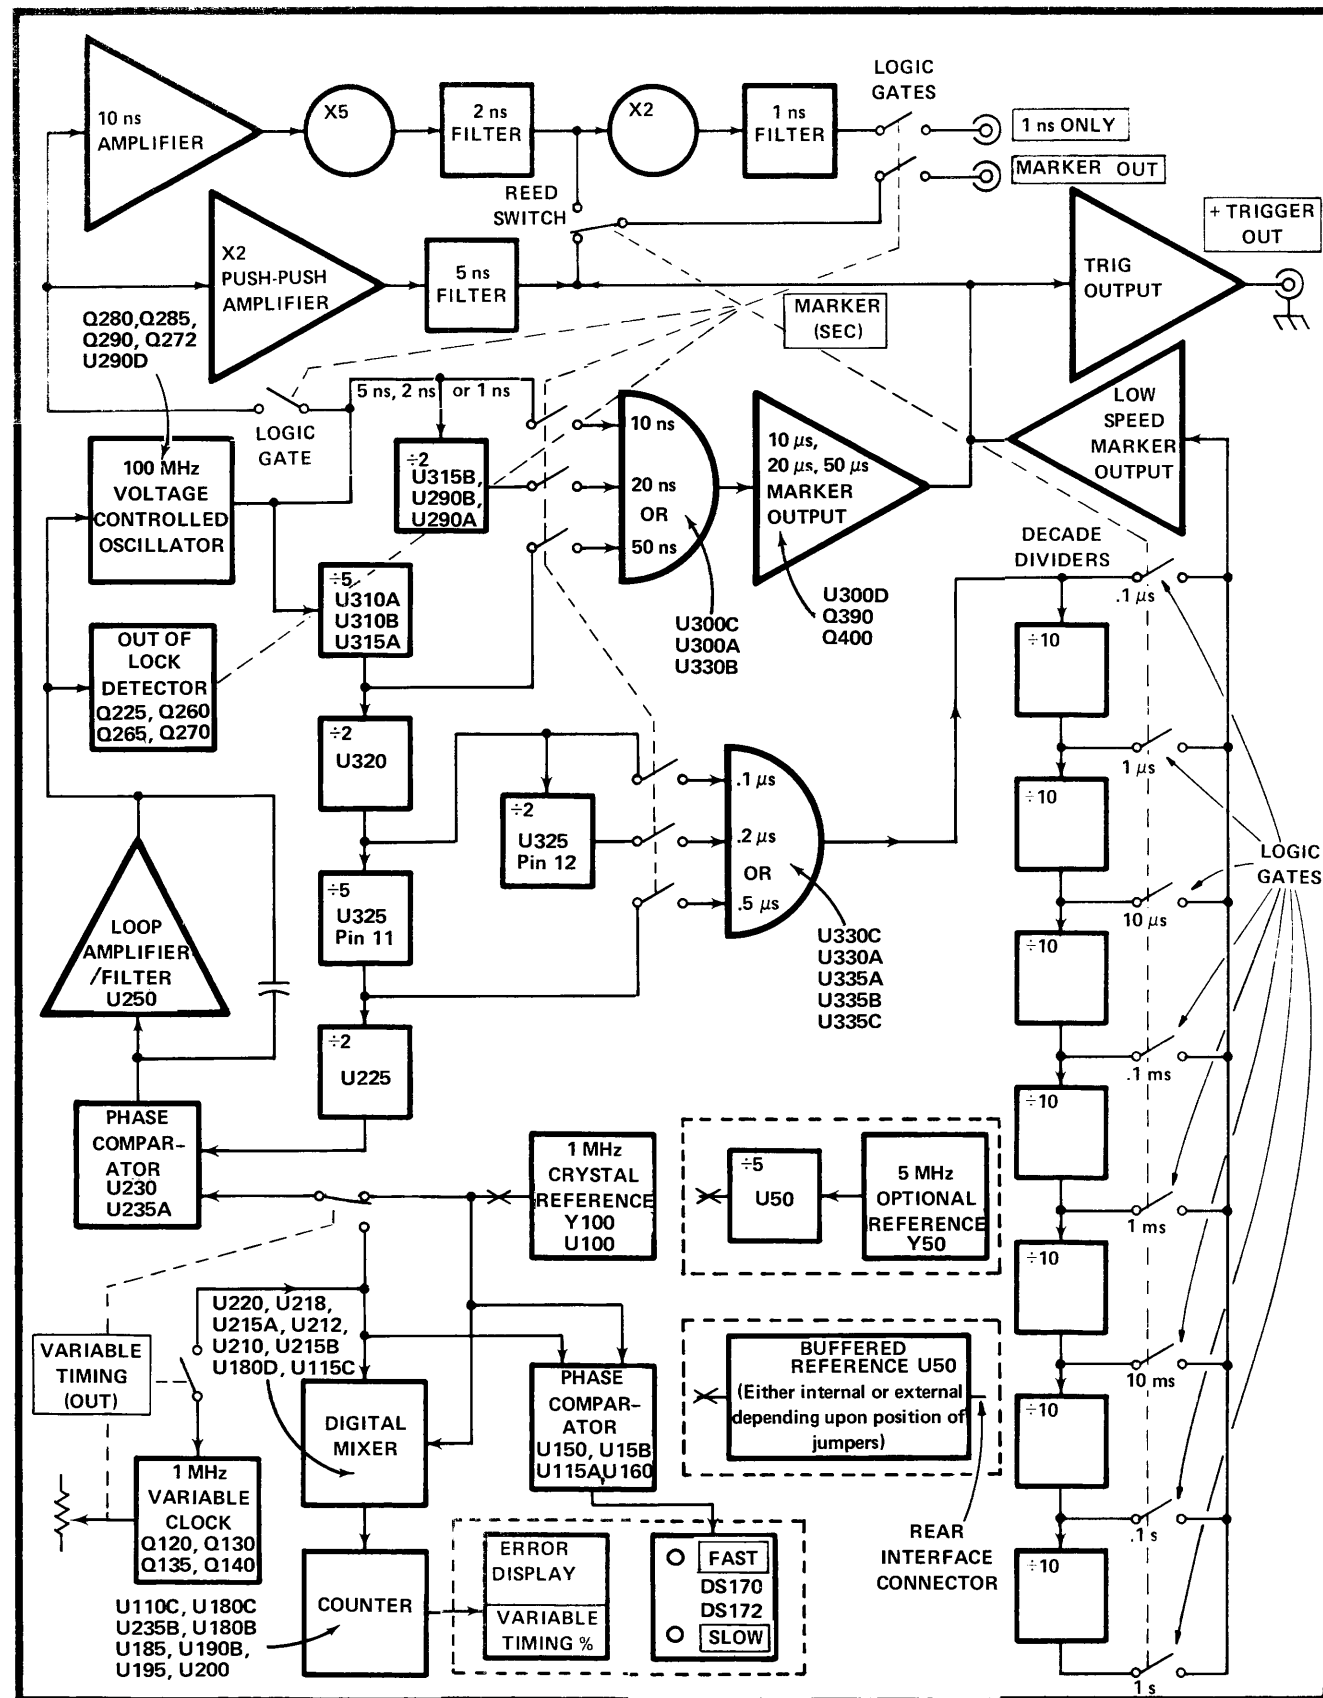 LOGIC
GATES
10 ns
AMPLIFIER
X5
2 ns
FILTER
X2
1 ns
FILTER
1 ns ONLY
MARKER OUT
REED
SWITCH
+ TRIGGER
OUT
X2
PUSH-PUSH
AMPLIFIER
5 ns
FILTER
MARKER
(SEC)
TRIG
OUTPUT
Q280,Q285,
Q290, Q272
U290D
5 ns, 2 ns or 1 ns
LOGIC
GATE
LOW
SPEED
MARKER
OUTPUT
100 MHz
VOLTAGE
CONTROLLED
OSCILLATOR
÷2
U315B,
U290B,
U290A
10 ns
20 ns
OR
50 ns
10 µs,
20 µs, 50 µs
MARKER
OUTPUT
DECADE
DIVIDERS
.1 µs
÷5
U310A
U310B
U315A
U300C
U300A
U330B
U300D
Q390
Q400
÷10
OUT OF
LOCK
DETECTOR
Q225, Q260
Q265, Q270
÷2
U320
1 µs
÷10
÷2
U325
Pin 12
.1 µs
.2 µs
OR
.5 µs
LOGIC
GATES
÷5
U325
Pin 11
10 µs
÷10
LOOP
AMPLIFIER
/FILTER
U250
U330C
U330A
U335A
U335B
U335C
÷2
U225
.1 ms
÷10
PHASE
COMPAR-
ATOR
U230
U235A
1 MHz
CRYSTAL
REFERENCE
Y100
U100
÷5
U50
5 MHz
OPTIONAL
REFERENCE
Y50
1 ms
÷10
VARIABLE
TIMING
(OUT)
U220, U218,
U215A, U212,
U210, U215B
U180D, U115C
BUFFERED
REFERENCE U50
(Either internal or external
depending upon position of
jumpers)
10 ms
÷10
DIGITAL
MIXER
PHASE
COMPAR-
ATOR
U150, U15B
U115A,U160
1 MHz
VARIABLE
CLOCK
Q120, Q130
Q135, Q140
REAR
INTERFACE
CONNECTOR
.1 s
÷10
COUNTER
ERROR
DISPLAY
VARIABLE
TIMING %
FAST
DS170
DS172
SLOW
U110C, U180C
U235B, U180B
U185, U190B,
U195, U200
1 s